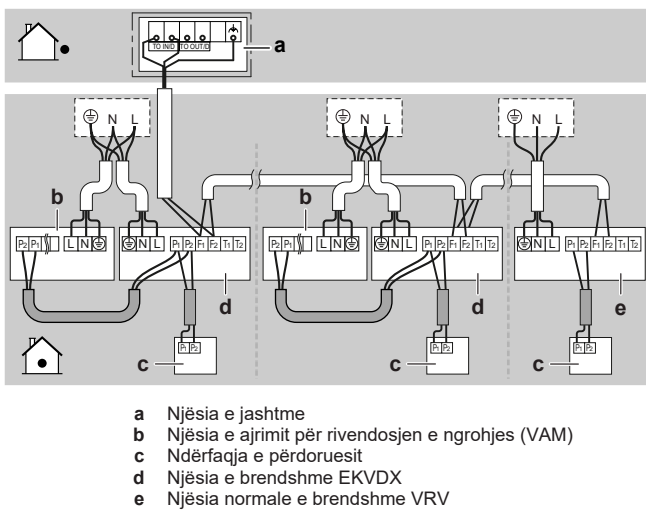 TO IN/D TO OUT/D
a
N L
N L
N L
b
b
P2 P1 L N
N L P1 P2 F1 F2 T1 T2
P2 P1 L N
N L P1 P2 F1 F2 T1 T2
N L P1 P2 F1 F2 T1 T2
d
d
e
P1 P2
P1 P2
P1 P2
c
c
c
a Njësia e jashtme
b Njësia e ajrimit për rivendosjen e ngrohjes (VAM)
c Ndërfaqja e përdoruesit
d Njësia e brendshme EKVDX
e Njësia normale e brendshme VRV